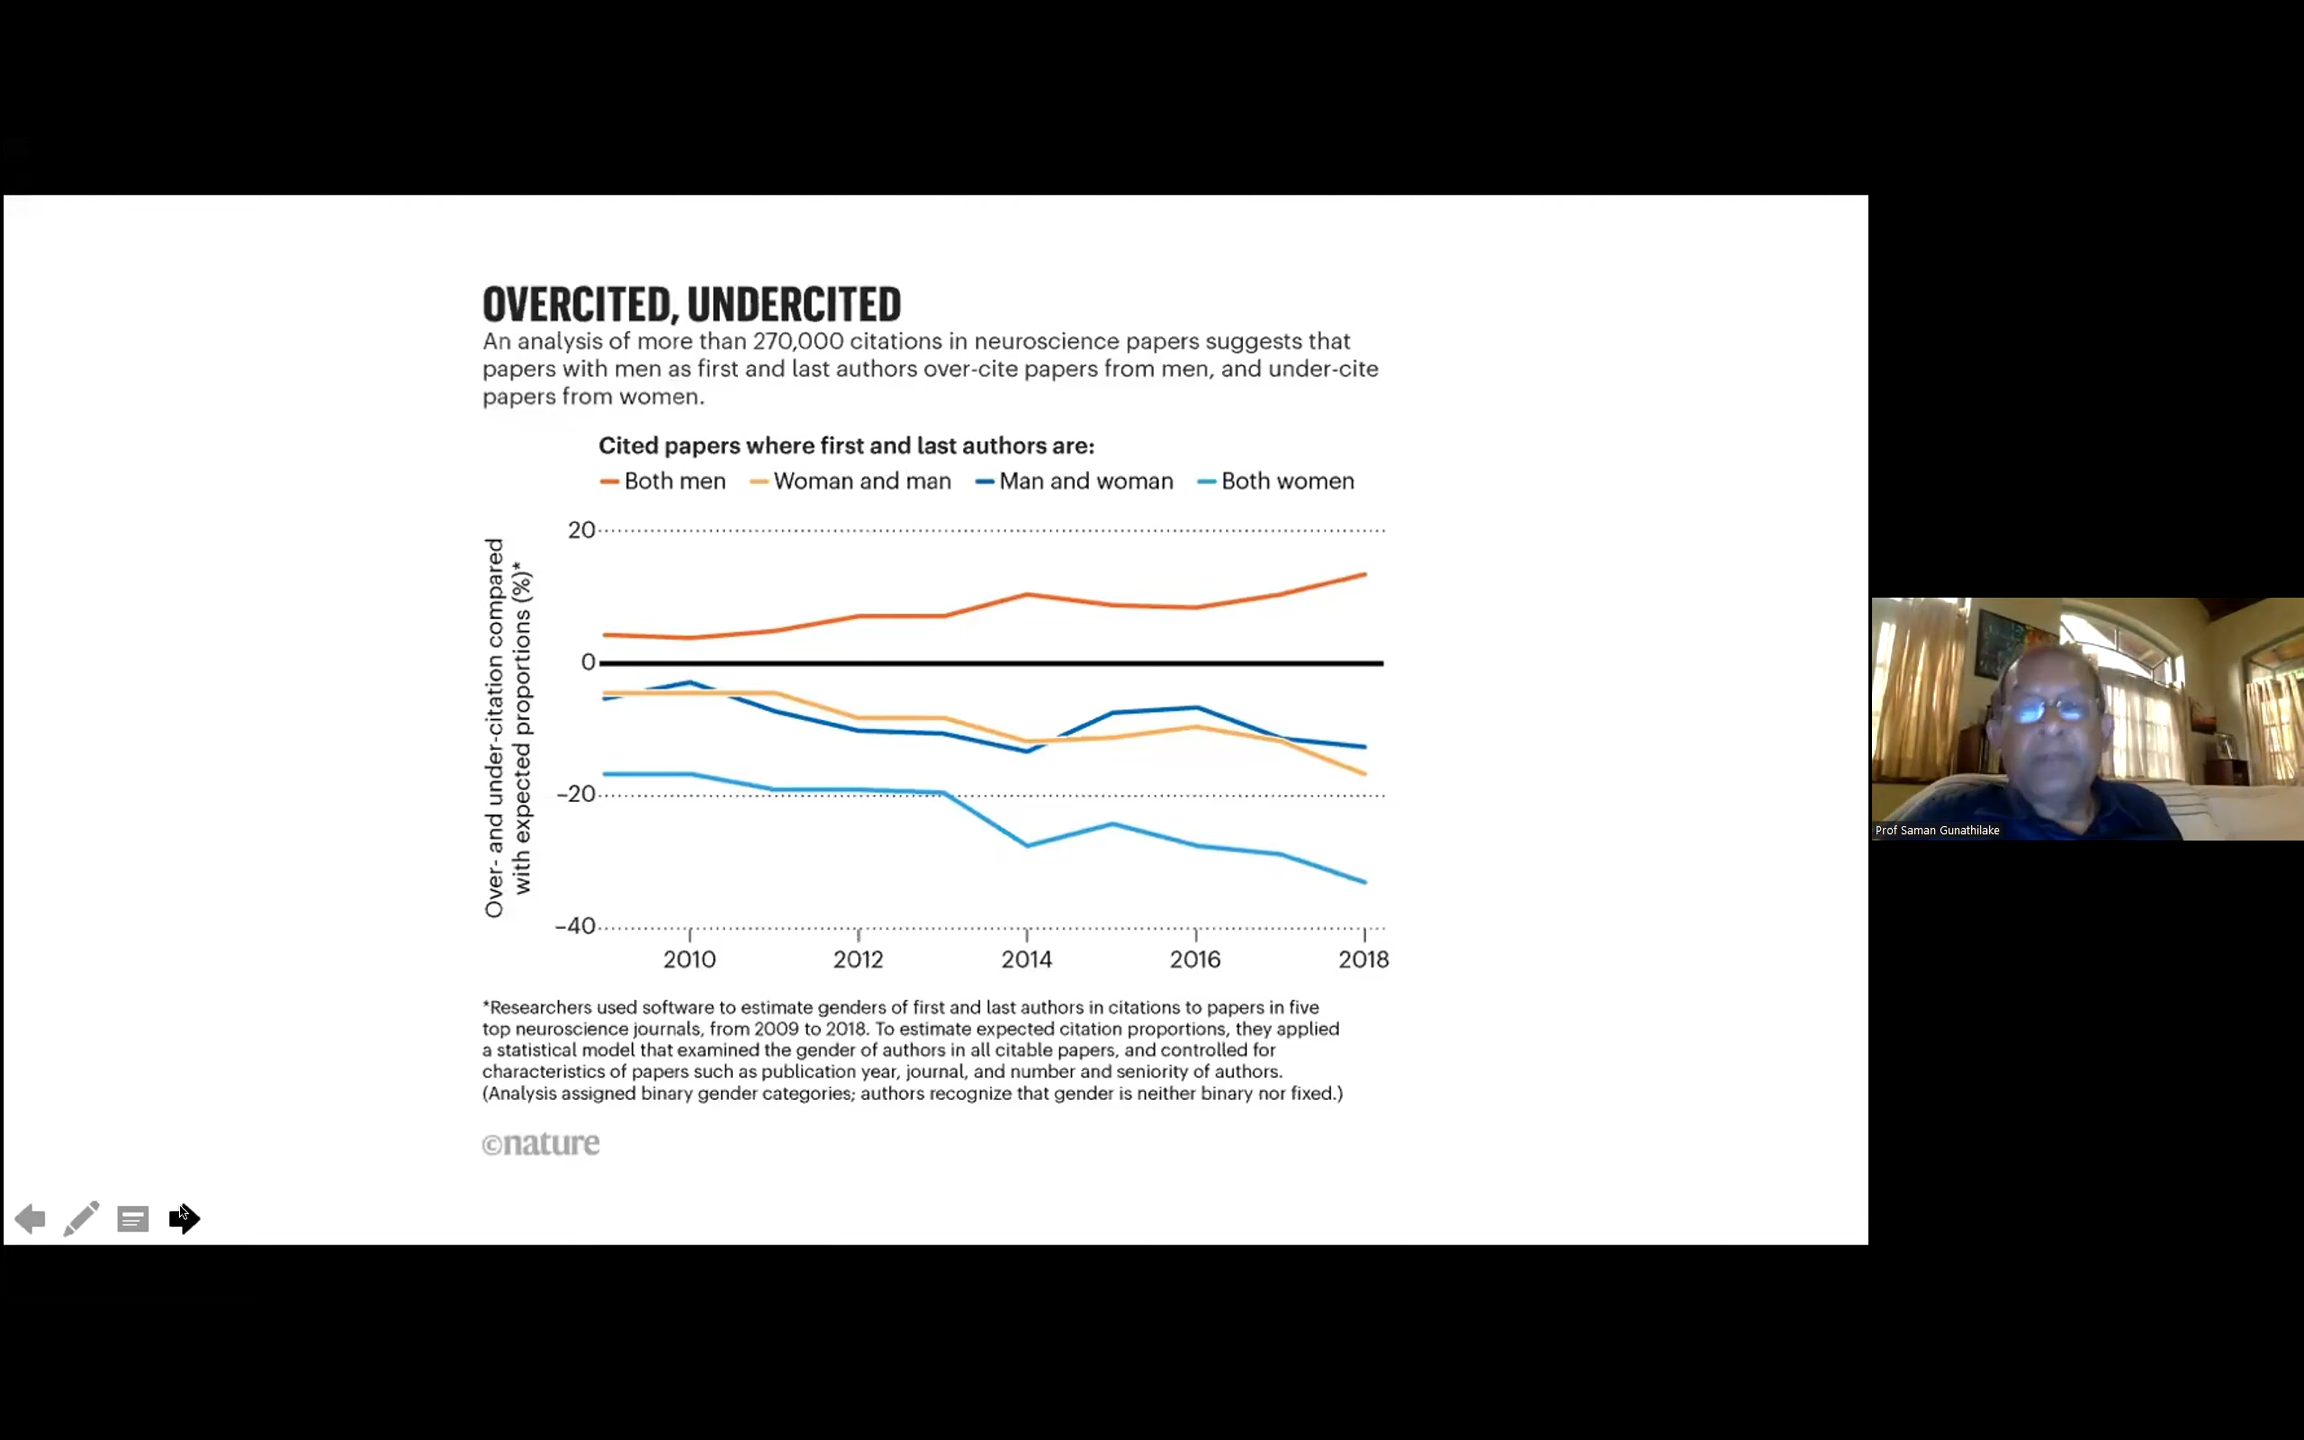 OVERCITED, UNDERCITED
An analysis of more than 270,000 citations in neuroscience papers suggests that
papers with men as first and last authors over-cite papers from men, and under-cite
papers from women.
Cited papers where first and last authors are:
Both men Woman and man Man and woman Both women
Over- and under-citation compared
with expected proportions (%)*
20
0
–20
–40
2010 2012 2014 2016 2018
*Researchers used software to estimate genders of first and last authors in citations to papers in five
top neuroscience journals, from 2009 to 2018. To estimate expected citation proportions, they applied
a statistical model that examined the gender of authors in all citable papers, and controlled for
characteristics of papers such as publication year, journal, and number and seniority of authors.
(Analysis assigned binary gender categories; authors recognize that gender is neither binary nor fixed.)
©nature
Prof Saman Gunathilake